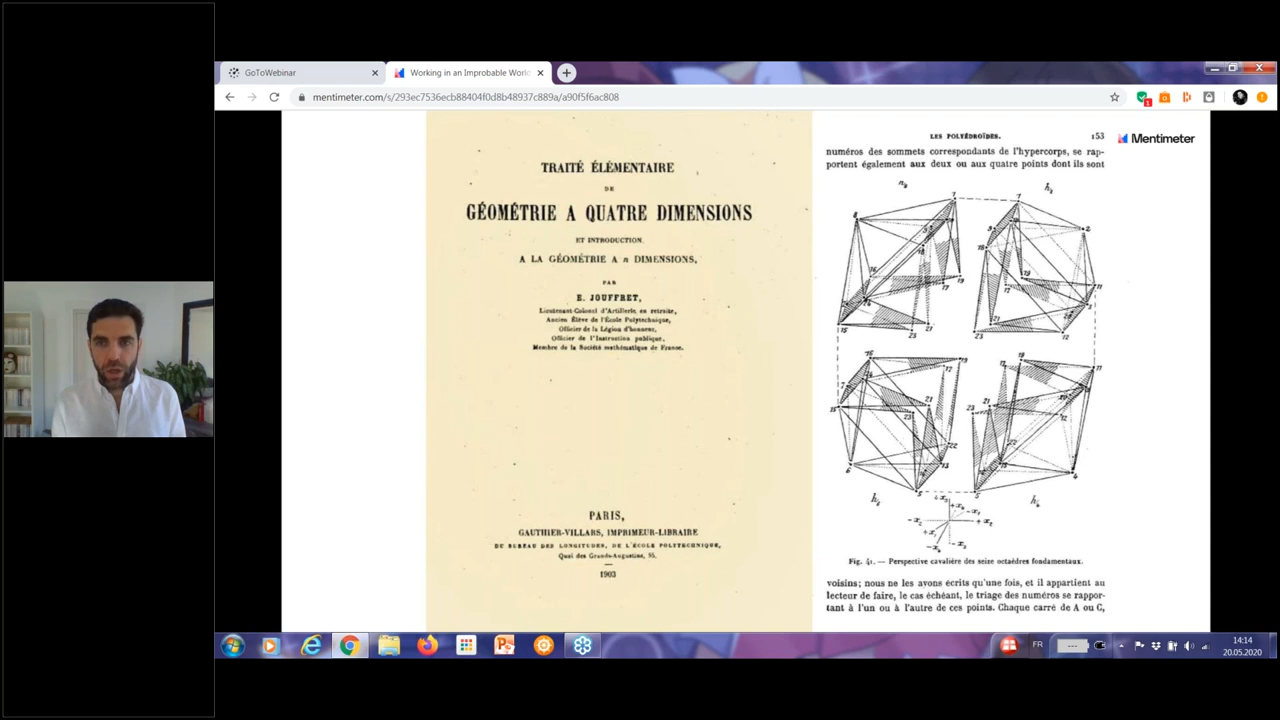 GoToWebinar
Working in an Improbable World
mentimeter.com/s/293ec7536ecb88404f0d8b48937c889a/a90f5f6ac808
TRAITÉ ÉLÉMENTAIRE
DE
GÉOMÉTRIE A QUATRE DIMENSIONS
ET INTRODUCTION
A LA GÉOMÉTRIE A n DIMENSIONS,
PAR
E. JOUFFRET,
Lieutenant-Colonel d'Artillerie en retraite,
Ancien Élève de l'École Polytechnique,
Officier de la Légion d'honneur,
Officier de l'Instruction publique,
Membre de la Société mathématique de France.
PARIS,
GAUTHIER-VILLARS, IMPRIMEUR-LIBRAIRE
DU BUREAU DES LONGITUDES, DE L'ÉCOLE POLYTECHNIQUE,
Quai des Grands-Augustins, 55.
1903
LES POLYÉDROÏDES. 153
Mentimeter
numéros des sommets correspondants de l'hypercorps, se rap-
portent également aux deux ou aux quatre points dont ils sont
Fig. 41. — Perspective cavalière des seize octaèdres fondamentaux.
voisins; nous ne les avons écrits qu'une fois, et il appartient au
lecteur de faire, le cas échéant, le triage des numéros se rappor-
tant à l'un ou à l'autre de ces points. Chaque carré de A ou C,
FR
14:14
20.05.2020